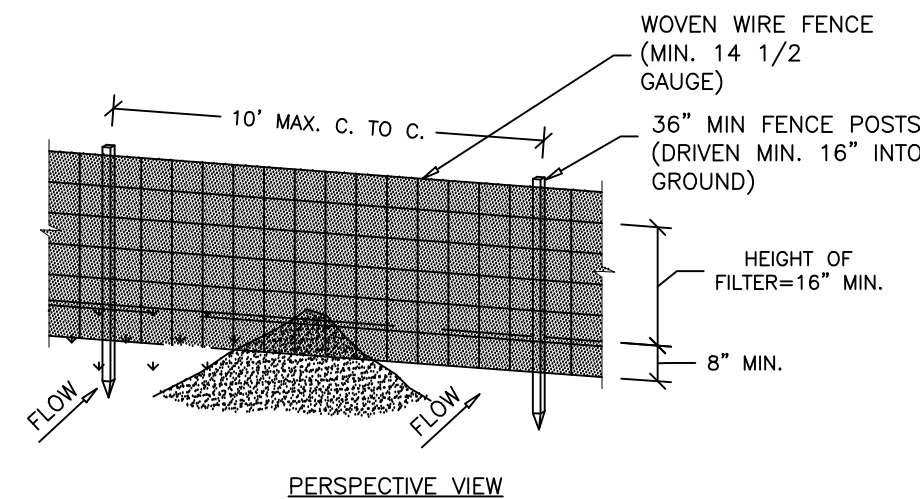 WOVEN WIRE FENCE
(MIN. 14 1/2
GAUGE)
10' MAX. C. TO C.
36" MIN FENCE POSTS
(DRIVEN MIN. 16" INTO
GROUND)
HEIGHT OF
FILTER=16" MIN.
8" MIN.
FLOW
FLOW
PERSPECTIVE VIEW